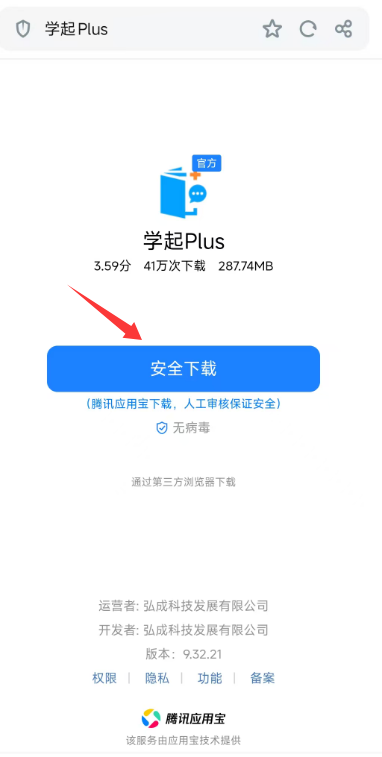 学起Plus
官方
学起Plus
3.59分 41万次下载 287.74MB
安全下载
(腾讯应用宝下载，人工审核保证安全)
无病毒
通过第三方浏览器下载
运营者: 弘成科技发展有限公司
开发者: 弘成科技发展有限公司
版本: 9.32.21
权限 | 隐私 | 功能 | 备案
腾讯应用宝
该服务由应用宝技术提供